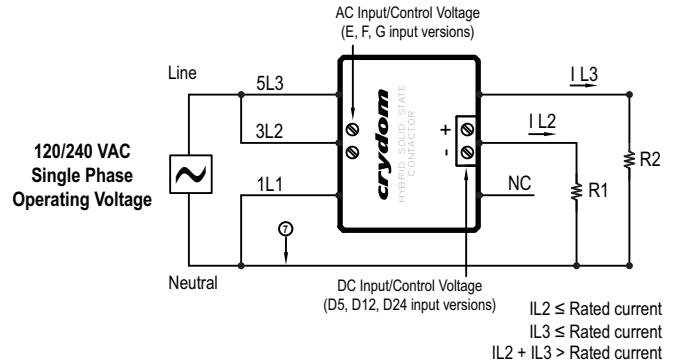 AC Input/Control Voltage
(E, F, G input versions)
Line
5L3
3L2
1L1
120/240 VAC
Single Phase
Operating Voltage
Neutral
7
crydom
HYBRID SOLID STATE
CONTACTOR
+
-
I L3
I L2
NC
R1
R2
DC Input/Control Voltage
(D5, D12, D24 input versions)
IL2 ≤ Rated current
IL3 ≤ Rated current
IL2 + IL3 > Rated current